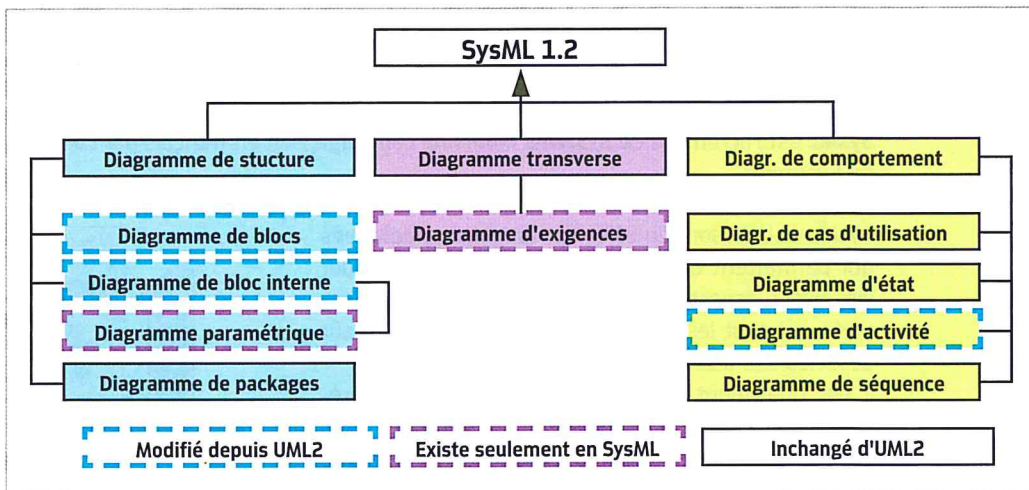 SysML 1.2
Diagramme de stucture
Diagramme transverse
Diagr. de comportement
Diagramme de blocs
Diagramme d'exigences
Diagr. de cas d'utilisation
Diagramme de bloc interne
Diagramme d'état
Diagramme paramétrique
Diagramme d'activité
Diagramme de packages
Diagramme de séquence
Modifié depuis UML2
Existe seulement en SysML
Inchangé d'UML2